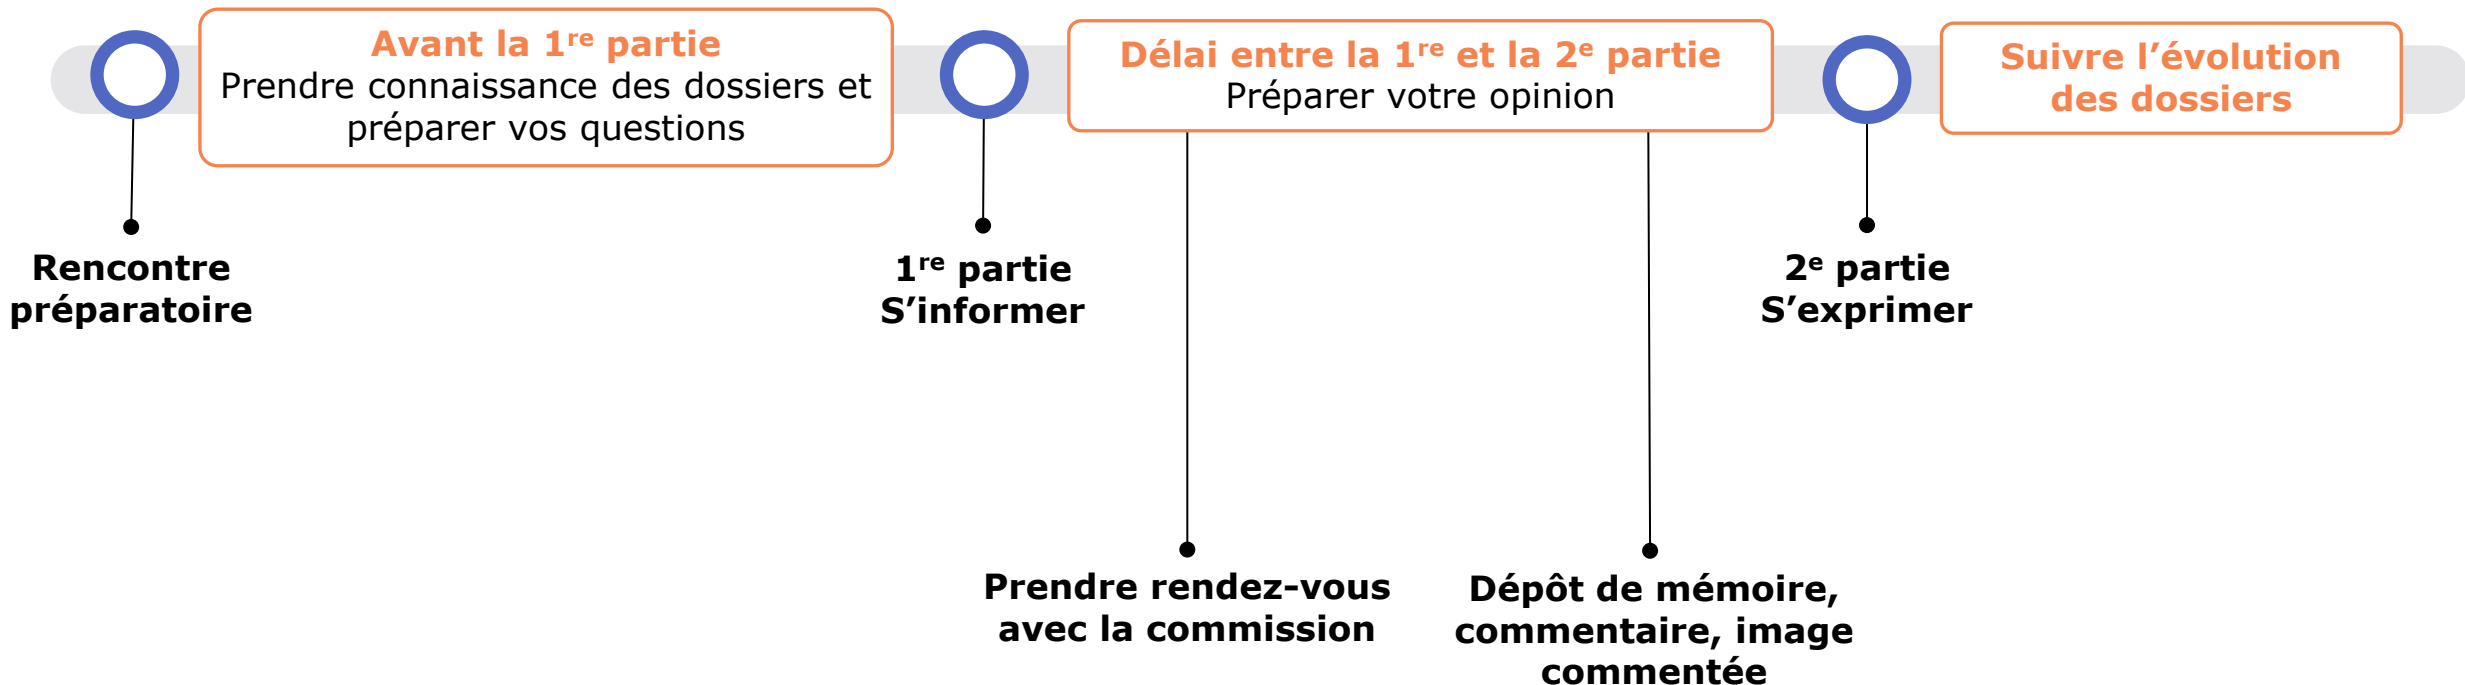 Avant la 1re partie
Prendre connaissance des dossiers et
préparer vos questions
Délai entre la 1re et la 2e partie
Préparer votre opinion
Suivre l’évolution
des dossiers
Rencontre
préparatoire
1re partie
S’informer
2e partie
S’exprimer
Prendre rendez-vous
avec la commission
Dépôt de mémoire,
commentaire, image
commentée